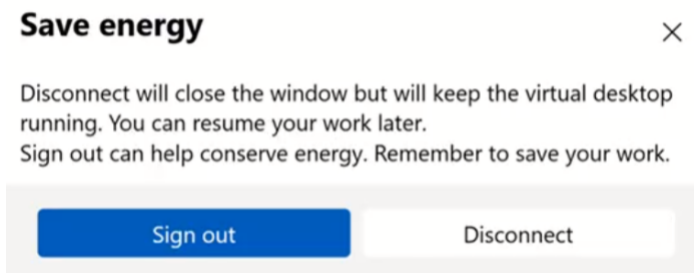 Save energy
Disconnect will close the window but will keep the virtual desktop
running. You can resume your work later.
Sign out can help conserve energy. Remember to save your work.
Sign out
Disconnect